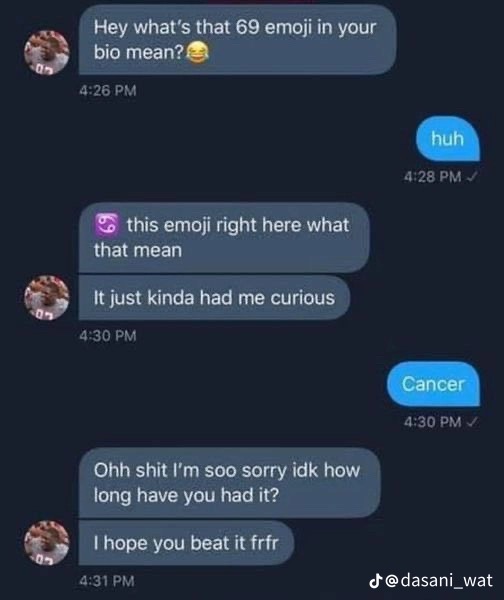 Hey what's that 69 emoji in your
bio mean?😂
4:26 PM
huh
4:28 PM ✓
♋ this emoji right here what
that mean
It just kinda had me curious
4:30 PM
Cancer
4:30 PM ✓
Ohh shit I'm soo sorry idk how
long have you had it?
I hope you beat it frfr
4:31 PM
@dasani_wat